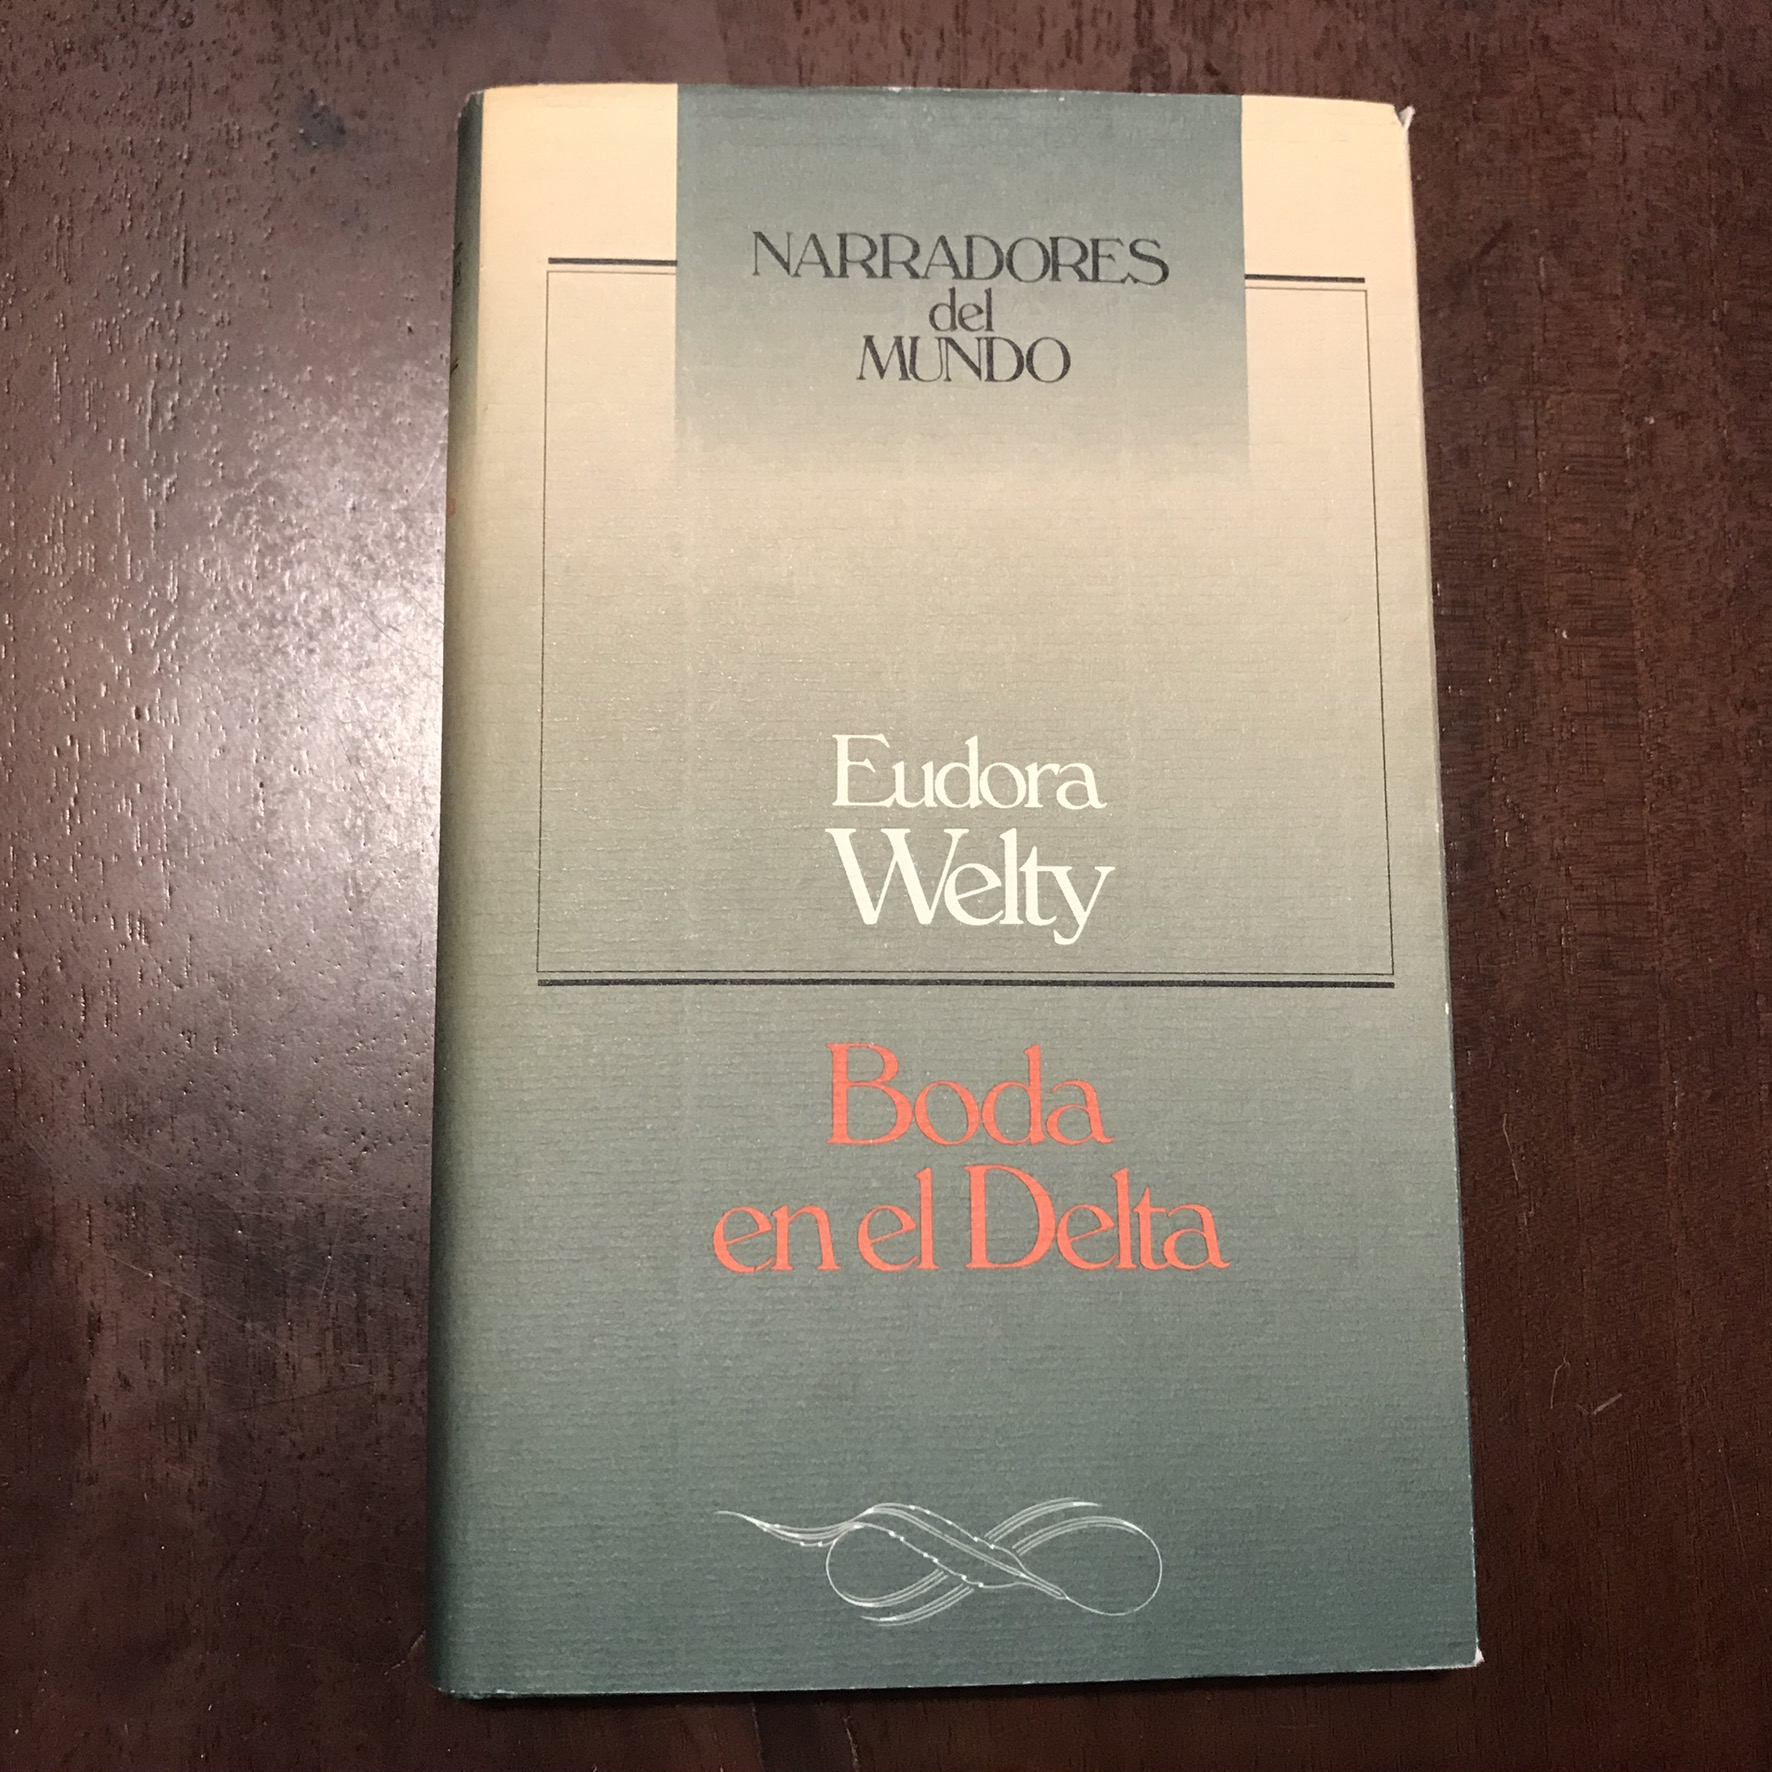 NARRADORES
del
MUNDO
Eudora
Welty
Boda
en el Delta